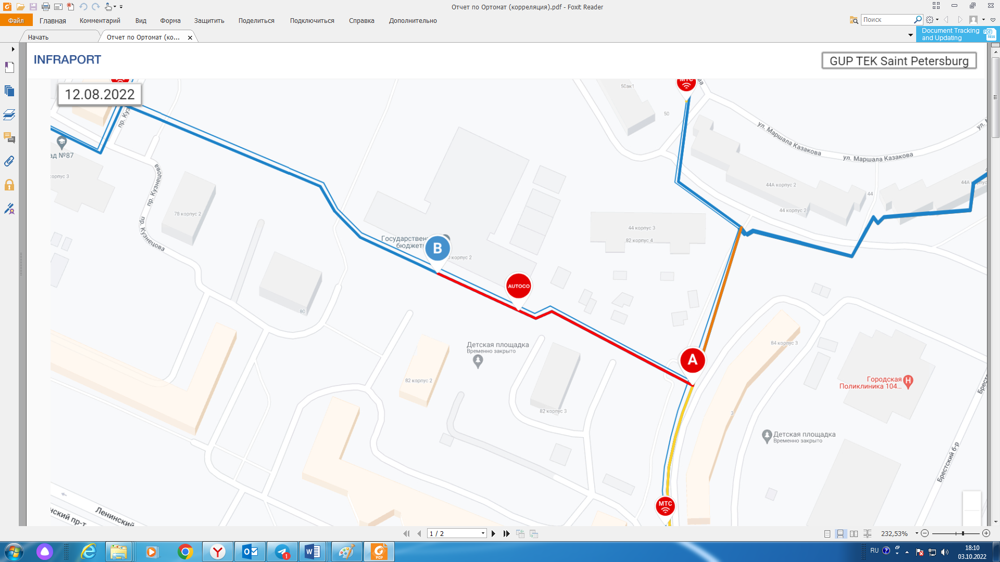 Отчет по Ортомат (корреляция).pdf - Foxit Reader
Файл
Главная
Комментарий
Вид
Форма
Защитить
Поделиться
Подключиться
Справка
Дополнительно
Поиск
Начать
Отчет по Ортомат (ко...
Document Tracking
and Updating
INFRAPORT
GUP TEK Saint Petersburg
12.08.2022
МТС
50ак1
50
ул. Маршала Казакова
ул. Маршала Казакова
пр. Куз
ад №87
корпус 3
пр. Кузнецова
пр. Кузнецова
78 корпус 2
44А корпус 2
44
44А корпус
44 корпус 2
44 корпус 3
82 корпус 4
Государствен
бюджет
B
корпус 2
AUTOCO
80
Детская площадка
Временно закрыто
A
84 корпус 3
82 корпус 2
Городская
Поликлиника 104...
82 корпус 3
3
Детская площадка
Временно закрыто
Брестский б-р
МТС
Ленинский
нский пр-т
1 / 2
232,53%
RU
18:10
03.10.2022